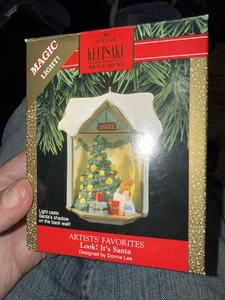 HALLMARK
KEEPSAKE
ORNAMENT
MAGIC
LIGHT!
1992
Light casts
Santa's shadow
on the back wall!
ARTISTS' FAVORITES
Look! It's Santa
Designed by Donna Lee